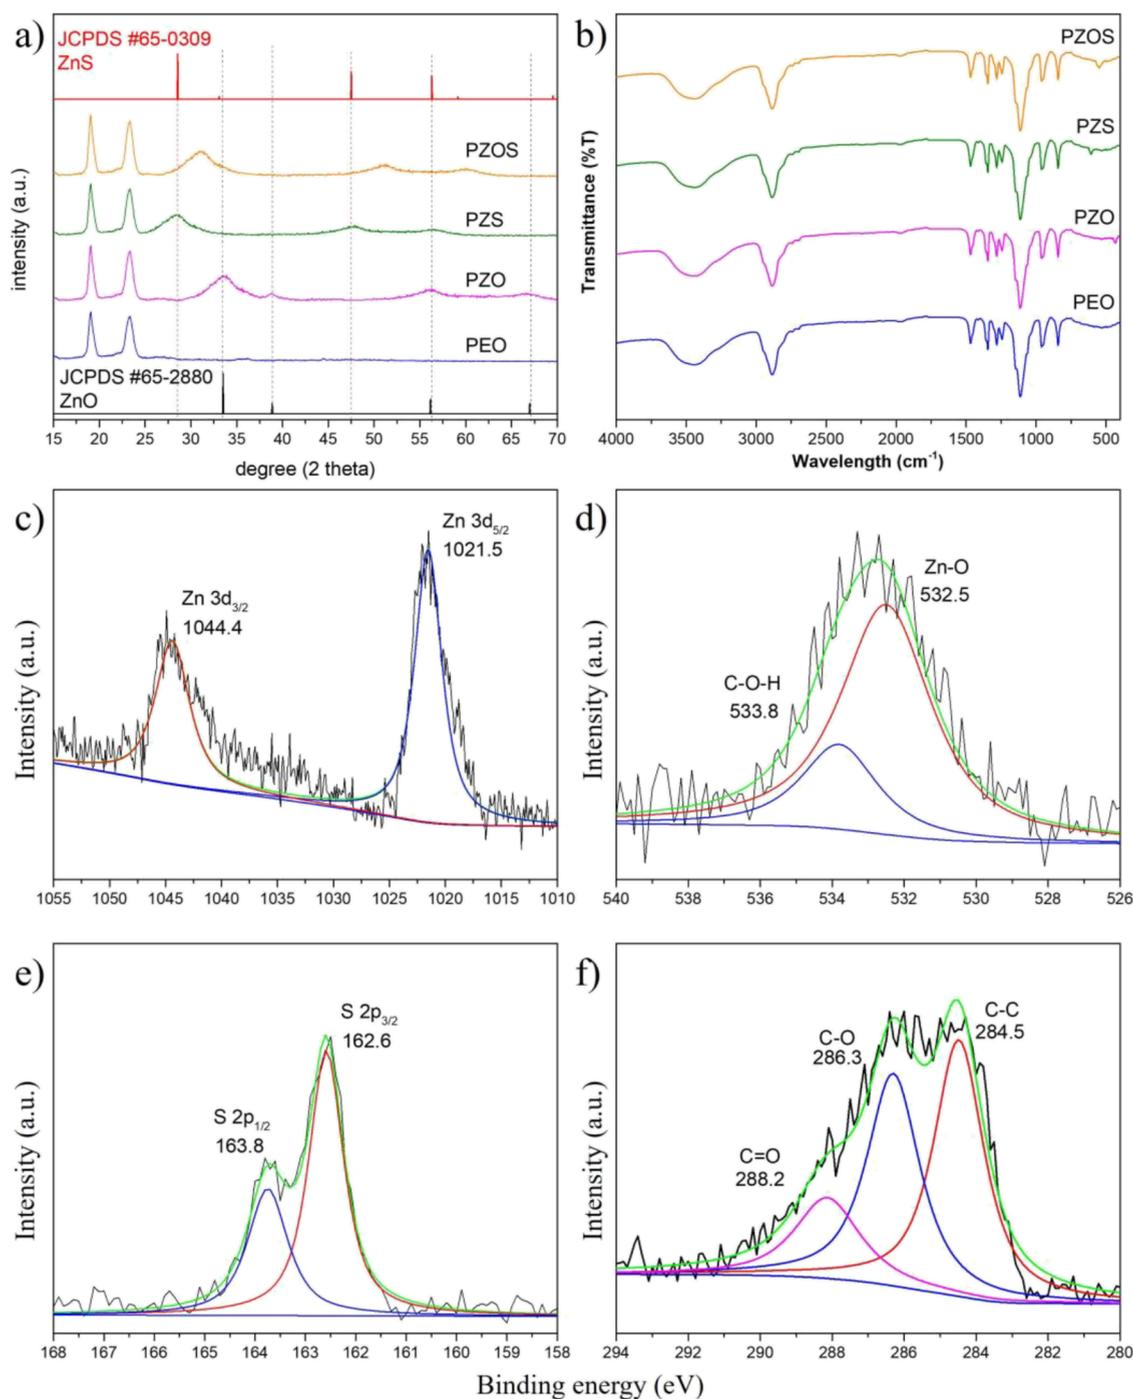 a)
JCPDS #65-0309
ZnS
PZOS
PZS
PZO
PEO
JCPDS #65-2880
ZnO
intensity (a.u.)
15 20 25 30 35 40 45 50 55 60 65 70
degree (2 theta)
b)
PZOS
PZS
PZO
PEO
Transmittance (%T)
4000 3500 3000 2500 2000 1500 1000 500
Wavelength (cm⁻¹)
c)
Zn 3d₅/₂
1021.5
Zn 3d₃/₂
1044.4
Intensity (a.u.)
1055 1050 1045 1040 1035 1030 1025 1020 1015 1010
d)
Zn-O
532.5
C-O-H
533.8
Intensity (a.u.)
540 538 536 534 532 530 528 526
e)
S 2p₃/₂
162.6
S 2p₁/₂
163.8
Intensity (a.u.)
168 167 166 165 164 163 162 161 160 159 158
f)
C-C
284.5
C-O
286.3
C=O
288.2
Intensity (a.u.)
294 292 290 288 286 284 282 280
Binding energy (eV)